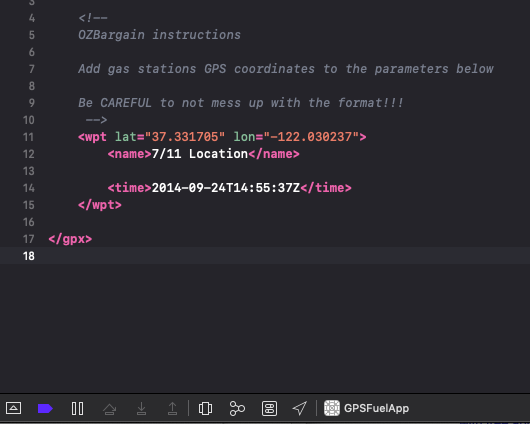 3
4 <!--
5 OZBargain instructions
6
7 Add gas stations GPS coordinates to the parameters below
8
9 Be CAREFUL to not mess up with the format!!!
10 -->
11 <wpt lat="37.331705" lon="-122.030237">
12 <name>7/11 Location</name>
13
14 <time>2014-09-24T14:55:37Z</time>
15 </wpt>
16
17 </gpx>
18
GPSFuelApp